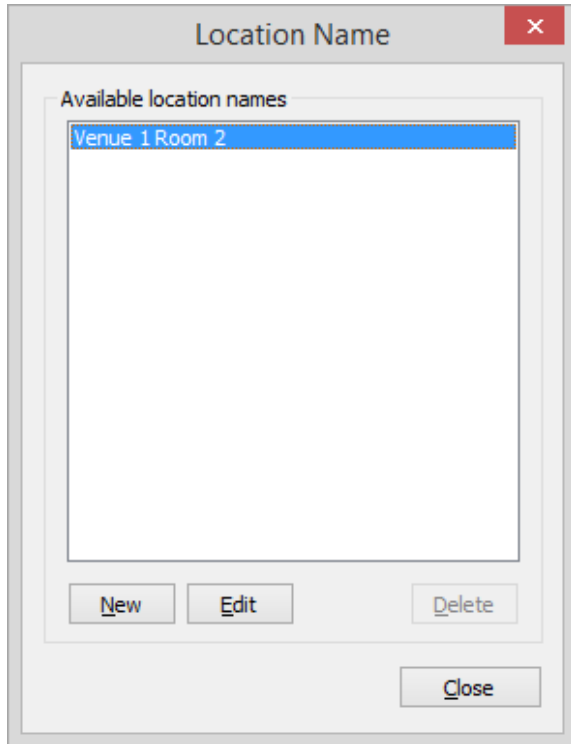 Location Name
Available location names
Venue 1 Room 2
New Edit Delete
Close